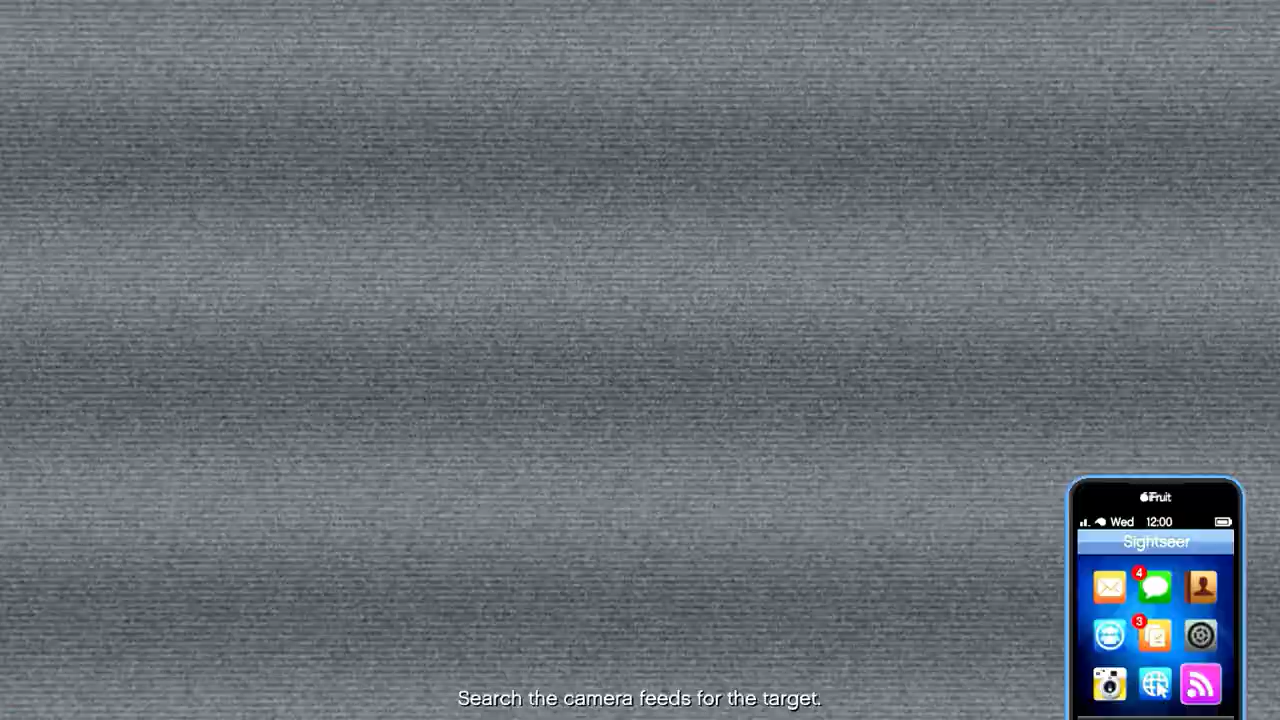 iFruit
Wed 12:00
Sightseer
4
3
Search the camera feeds for the target.